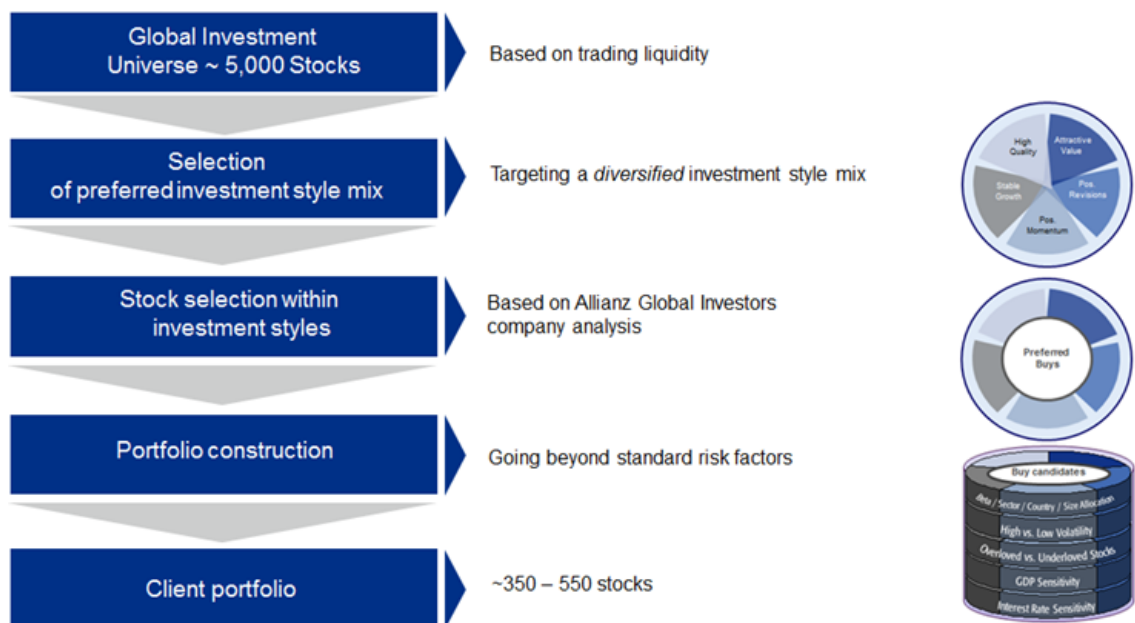 Global Investment
Universe ~ 5,000 Stocks
Based on trading liquidity
Selection
of preferred investment style mix
Targeting a diversified investment style mix
High
Quality
Attractive
Value
Stable
Growth
Pos.
Revisions
Pos.
Momentum
Stock selection within
investment styles
Based on Allianz Global Investors
company analysis
Preferred
Buys
Portfolio construction
Going beyond standard risk factors
Buy candidates
Beta / Sector / Country / Size Allocation
High vs. Low Volatility
Overloved vs. Underloved Stocks
GDP Sensitivity
Interest Rate Sensitivity
Client portfolio
~350 – 550 stocks